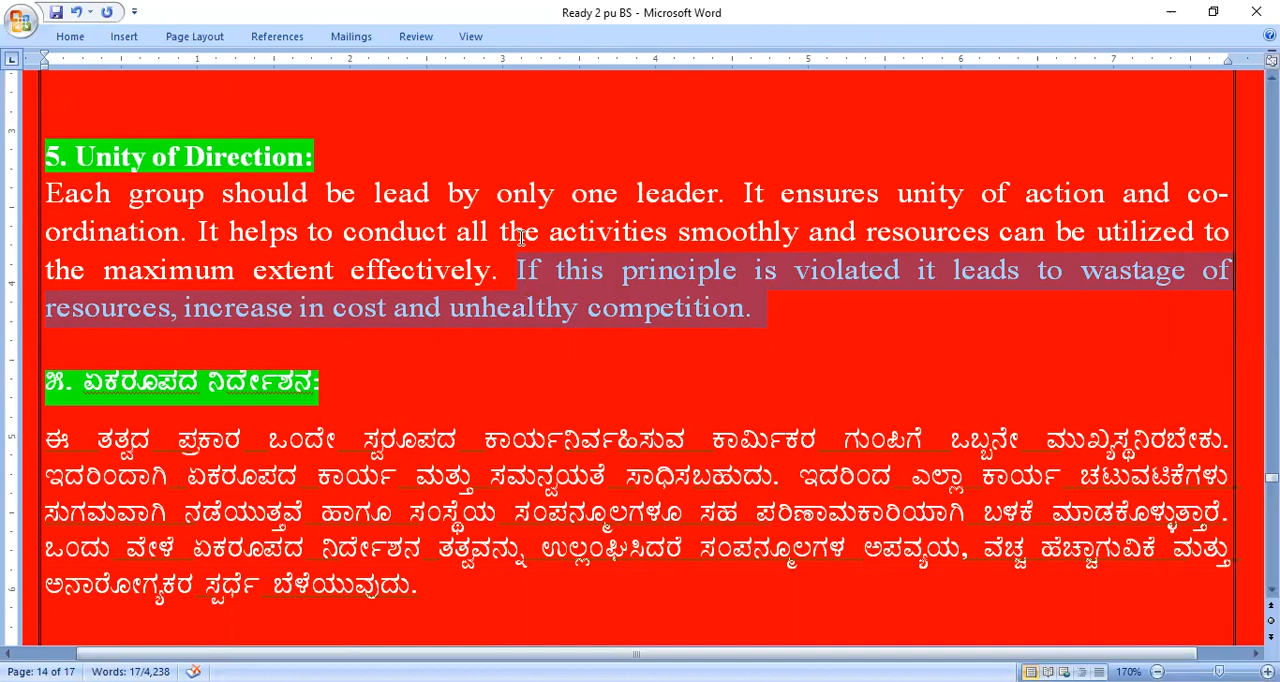 Ready 2 pu BS - Microsoft Word
Home Insert Page Layout References Mailings Review View
1 2 3 4 5 6 7
5. Unity of Direction:
Each group should be lead by only one leader. It ensures unity of action and co-
ordination. It helps to conduct all the activities smoothly and resources can be utilized to
the maximum extent effectively. If this principle is violated it leads to wastage of
resources, increase in cost and unhealthy competition.
೫. ಏಕರೂಪದ ನಿರ್ದೇಶನ:
ಈ ತತ್ವದ ಪ್ರಕಾರ ಒಂದೇ ಸ್ವರೂಪದ ಕಾರ್ಯನಿರ್ವಹಿಸುವ ಕಾರ್ಮಿಕರ ಗುಂಪಿಗೆ ಒಬ್ಬನೇ ಮುಖ್ಯಸ್ಥನಿರಬೇಕು.
ಇದರಿಂದಾಗಿ ಏಕರೂಪದ ಕಾರ್ಯ ಮತ್ತು ಸಮನ್ವಯತೆ ಸಾಧಿಸಬಹುದು. ಇದರಿಂದ ಎಲ್ಲಾ ಕಾರ್ಯ ಚಟುವಟಿಕೆಗಳು
ಸುಗಮವಾಗಿ ನಡೆಯುತ್ತವೆ ಹಾಗೂ ಸಂಸ್ಥೆಯ ಸಂಪನ್ಮೂಲಗಳೂ ಸಹ ಪರಿಣಾಮಕಾರಿಯಾಗಿ ಬಳಕೆ ಮಾಡಕೊಳ್ಳುತ್ತಾರೆ.
ಒಂದು ವೇಳೆ ಏಕರೂಪದ ನಿರ್ದೇಶನ ತತ್ವವನ್ನು ಉಲ್ಲಂಘಿಸಿದರೆ ಸಂಪನ್ಮೂಲಗಳ ಅಪವ್ಯಯ, ವೆಚ್ಚ ಹೆಚ್ಚಾಗುವಿಕೆ ಮತ್ತು
ಅನಾರೋಗ್ಯಕರ ಸ್ಪರ್ಧೆ ಬೆಳೆಯುವುದು.
Page: 14 of 17 Words: 17/4,238 170%